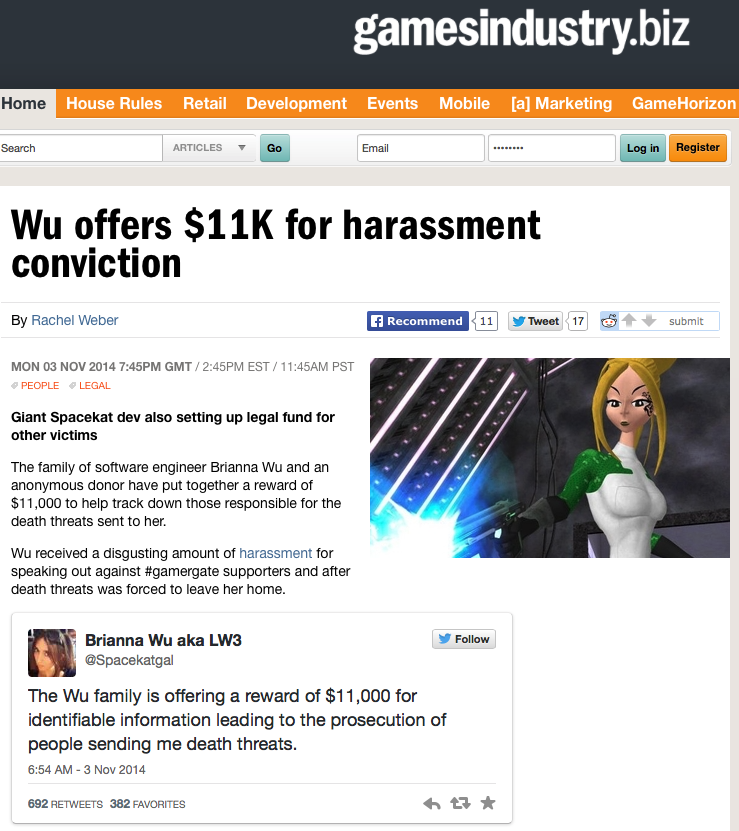 gamesindustry.biz
Home House Rules Retail Development Events Mobile [a] Marketing GameHorizon
Search ARTICLES Go Email •••••••• Log in Register
Wu offers $11K for harassment
conviction
By Rachel Weber
Recommend 11 Tweet 17 submit
MON 03 NOV 2014 7:45PM GMT / 2:45PM EST / 11:45AM PST
PEOPLE LEGAL
Giant Spacekat dev also setting up legal fund for
other victims
The family of software engineer Brianna Wu and an
anonymous donor have put together a reward of
$11,000 to help track down those responsible for the
death threats sent to her.
Wu received a disgusting amount of harassment for
speaking out against #gamergate supporters and after
death threats was forced to leave her home.
Brianna Wu aka LW3
@Spacekatgal
Follow
The Wu family is offering a reward of $11,000 for
identifiable information leading to the prosecution of
people sending me death threats.
6:54 AM - 3 Nov 2014
692 RETWEETS 382 FAVORITES